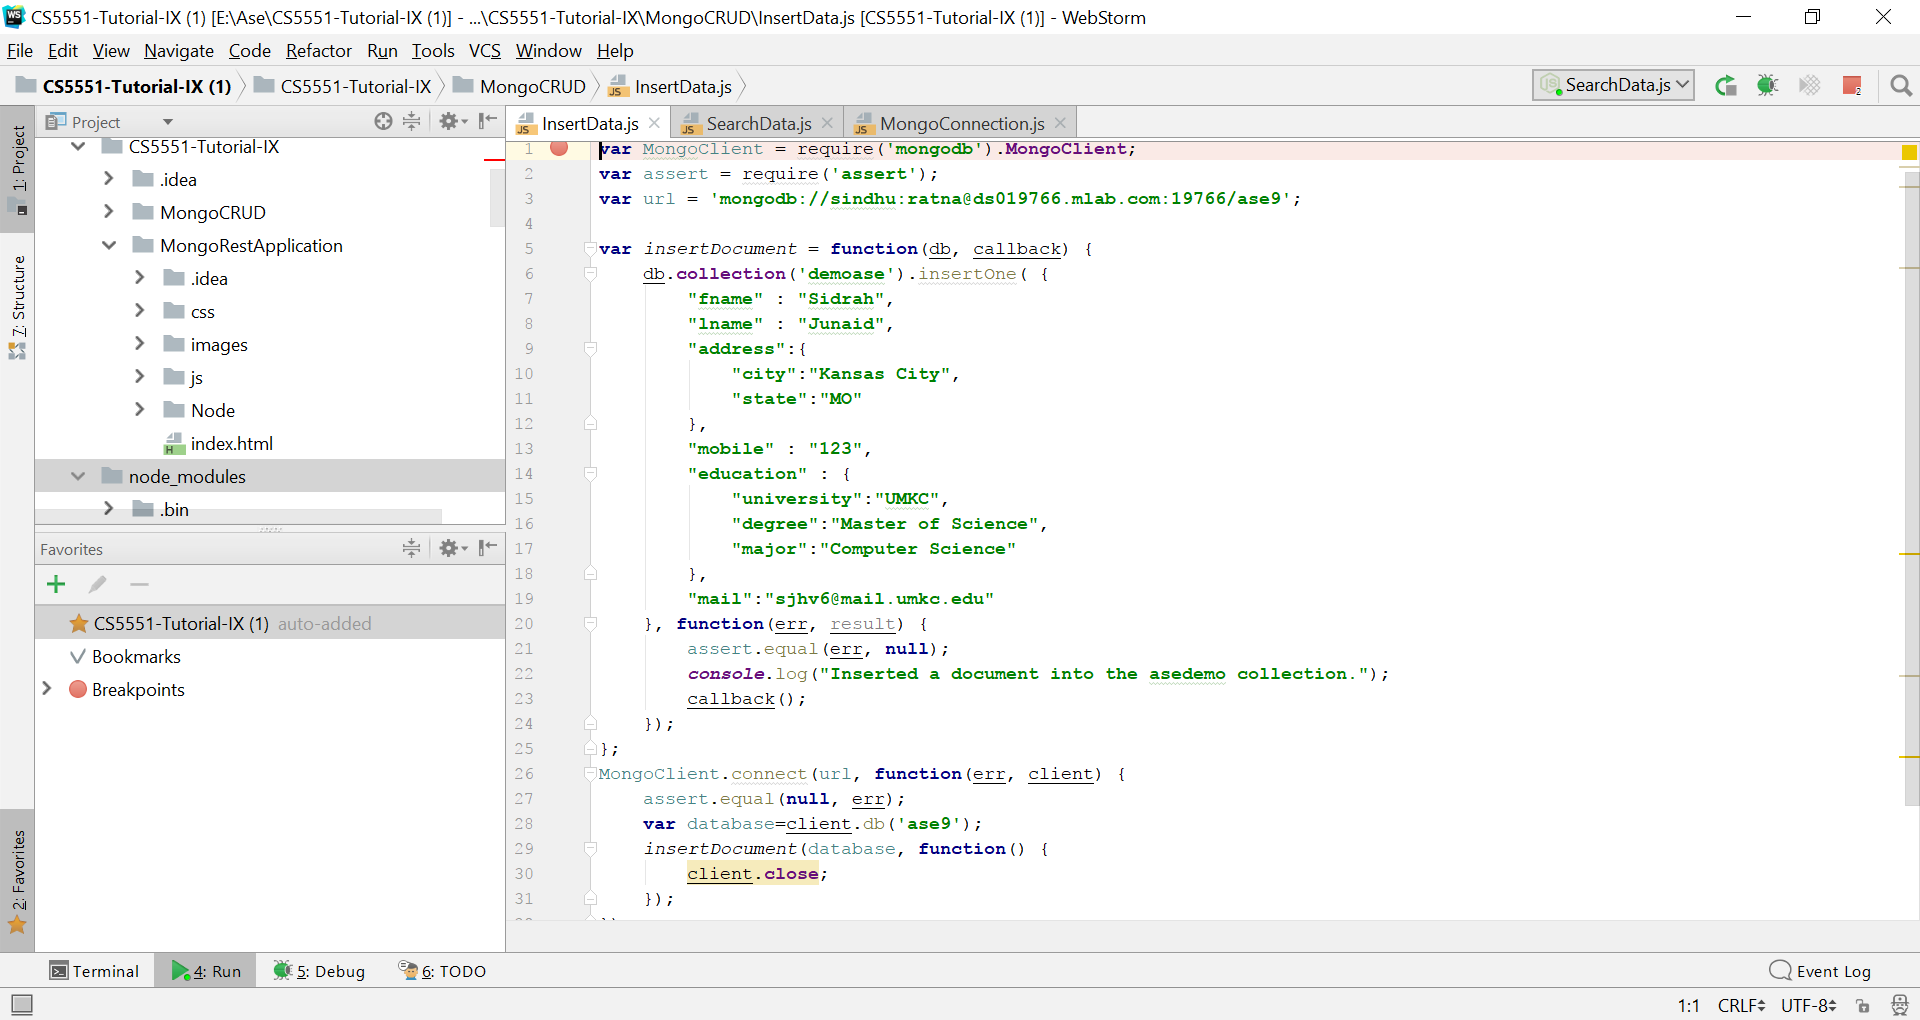 CS5551-Tutorial-IX (1) [E:\Ase\CS5551-Tutorial-IX (1)] - ...\CS5551-Tutorial-IX\MongoCRUD\InsertData.js [CS5551-Tutorial-IX (1)] - WebStorm
File Edit View Navigate Code Refactor Run Tools VCS Window Help
CS5551-Tutorial-IX (1) CS5551-Tutorial-IX MongoCRUD InsertData.js SearchData.js
1: Project
7: Structure
2: Favorites
Project
CS5551-Tutorial-IX
.idea
MongoCRUD
MongoRestApplication
.idea
css
images
js
Node
index.html
node_modules
.bin
Favorites
CS5551-Tutorial-IX (1) auto-added
Bookmarks
Breakpoints
InsertData.js SearchData.js MongoConnection.js
1 var MongoClient = require('mongodb').MongoClient;
2 var assert = require('assert');
3 var url = 'mongodb://sindhu:ratna@ds019766.mlab.com:19766/ase9';
4
5 var insertDocument = function(db, callback) {
6 db.collection('demoase').insertOne( {
7 "fname" : "Sidrah",
8 "lname" : "Junaid",
9 "address":{
10 "city":"Kansas City",
11 "state":"MO"
12 },
13 "mobile" : "123",
14 "education" : {
15 "university":"UMKC",
16 "degree":"Master of Science",
17 "major":"Computer Science"
18 },
19 "mail":"sjhv6@mail.umkc.edu"
20 }, function(err, result) {
21 assert.equal(err, null);
22 console.log("Inserted a document into the asedemo collection.");
23 callback();
24 });
25 };
26 MongoClient.connect(url, function(err, client) {
27 assert.equal(null, err);
28 var database=client.db('ase9');
29 insertDocument(database, function() {
30 client.close;
31 });
Terminal 4: Run 5: Debug 6: TODO Event Log
1:1 CRLF UTF-8